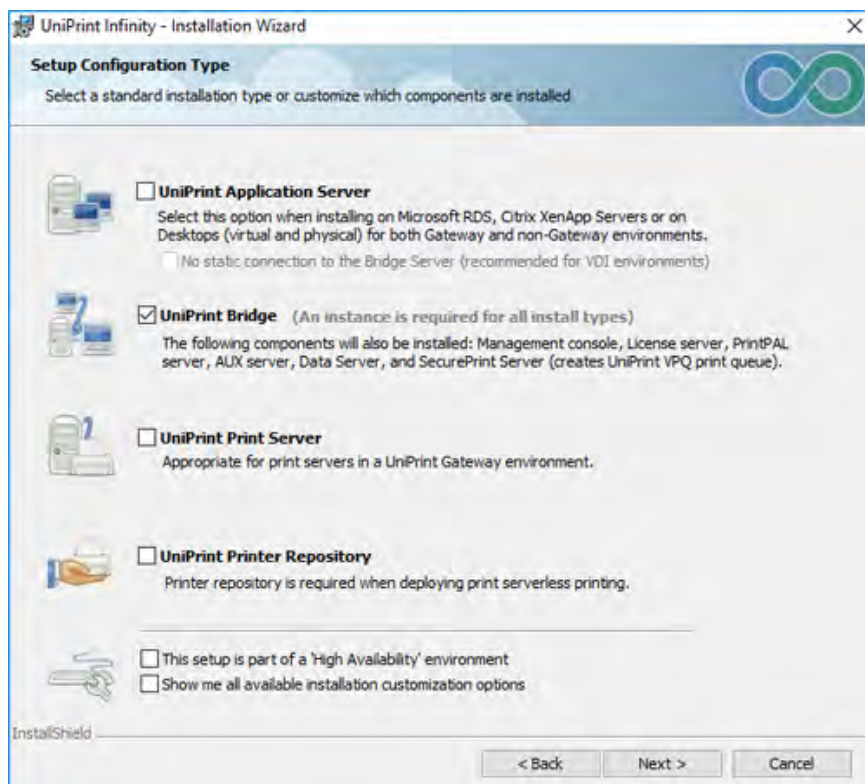 UniPrint Infinity - Installation Wizard
Setup Configuration Type
Select a standard installation type or customize which components are installed
UniPrint Application Server
Select this option when installing on Microsoft RDS, Citrix XenApp Servers or on
Desktops (virtual and physical) for both Gateway and non-Gateway environments.
No static connection to the Bridge Server (recommended for VDI environments)
UniPrint Bridge (An instance is required for all install types)
The following components will also be installed: Management console, License server, PrintPAL
server, AUX server, Data Server, and SecurePrint Server (creates UniPrint VPQ print queue).
UniPrint Print Server
Appropriate for print servers in a UniPrint Gateway environment.
UniPrint Printer Repository
Printer repository is required when deploying print serverless printing.
This setup is part of a 'High Availability' environment
Show me all available installation customization options
InstallShield
< Back Next > Cancel